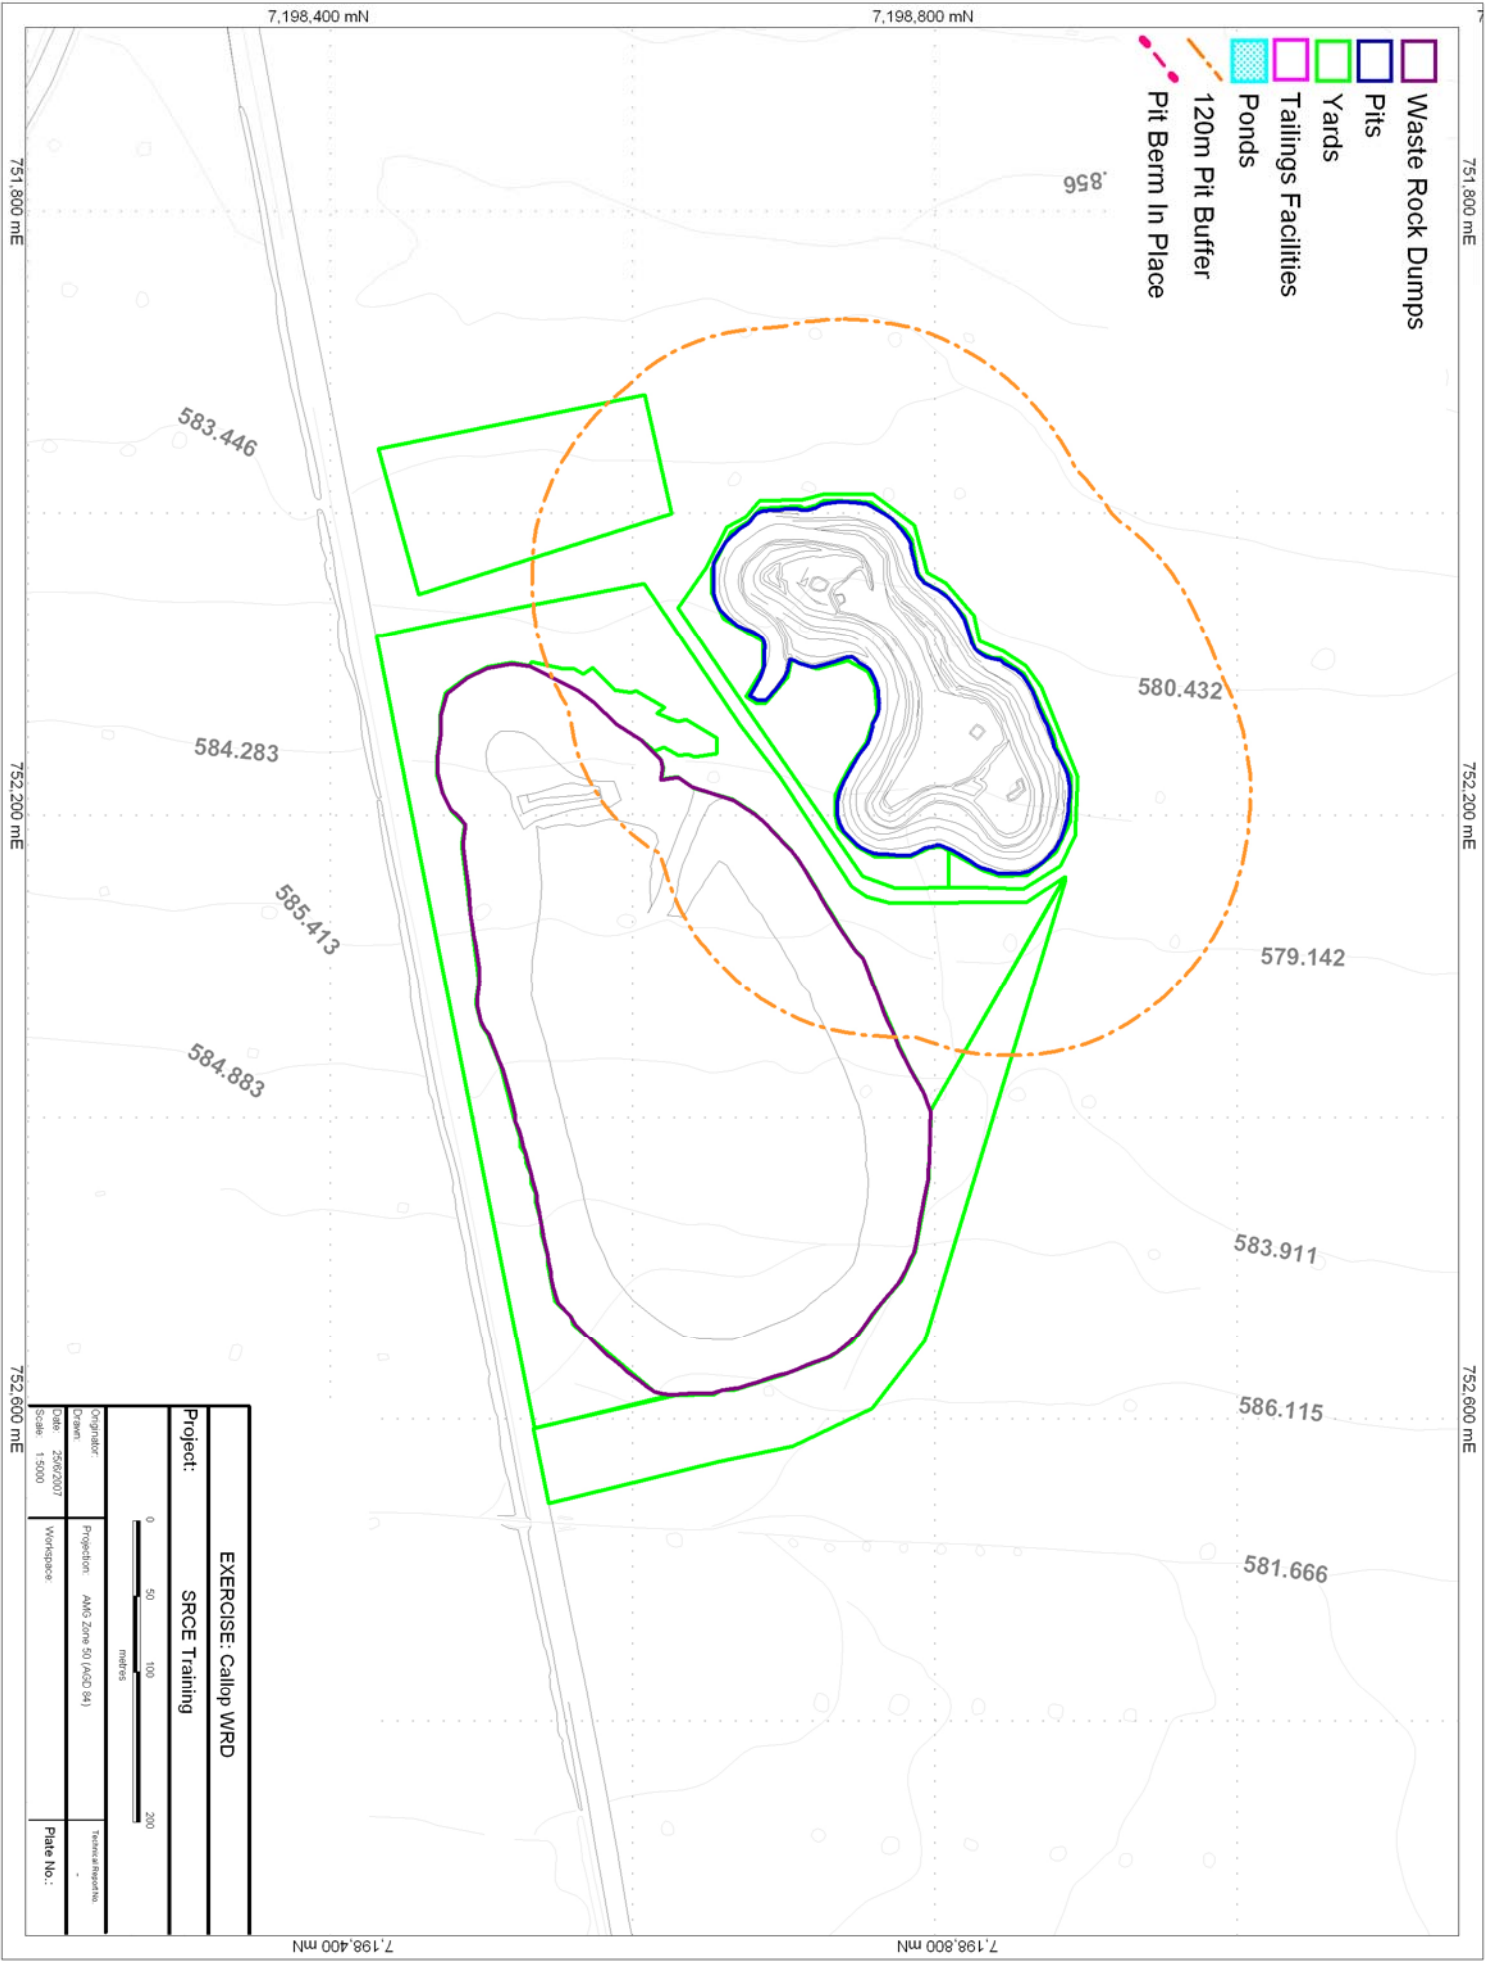 7,198,400 mN
7,198,800 mN
751,800 mE
751,800 mE
752,200 mE
752,200 mE
752,600 mE
752,600 mE
7,198,400 mN
7,198,800 mN
Waste Rock Dumps
Pits
Yards
Tailings Facilities
Ponds
120m Pit Buffer
Pit Berm In Place
.856
583.446
580.432
584.283
585.413
579.142
584.883
583.911
586.115
581.666
EXERCISE: Callop WRD
Project: SRCE Training
0 50 100 200
metres
Originator:
Drawn:
Date: 25/6/2007
Scale: 1:5000
Projection: AMG Zone 50 (AGD 84)
Workspace:
Technical Report No.
-
Plate No.: